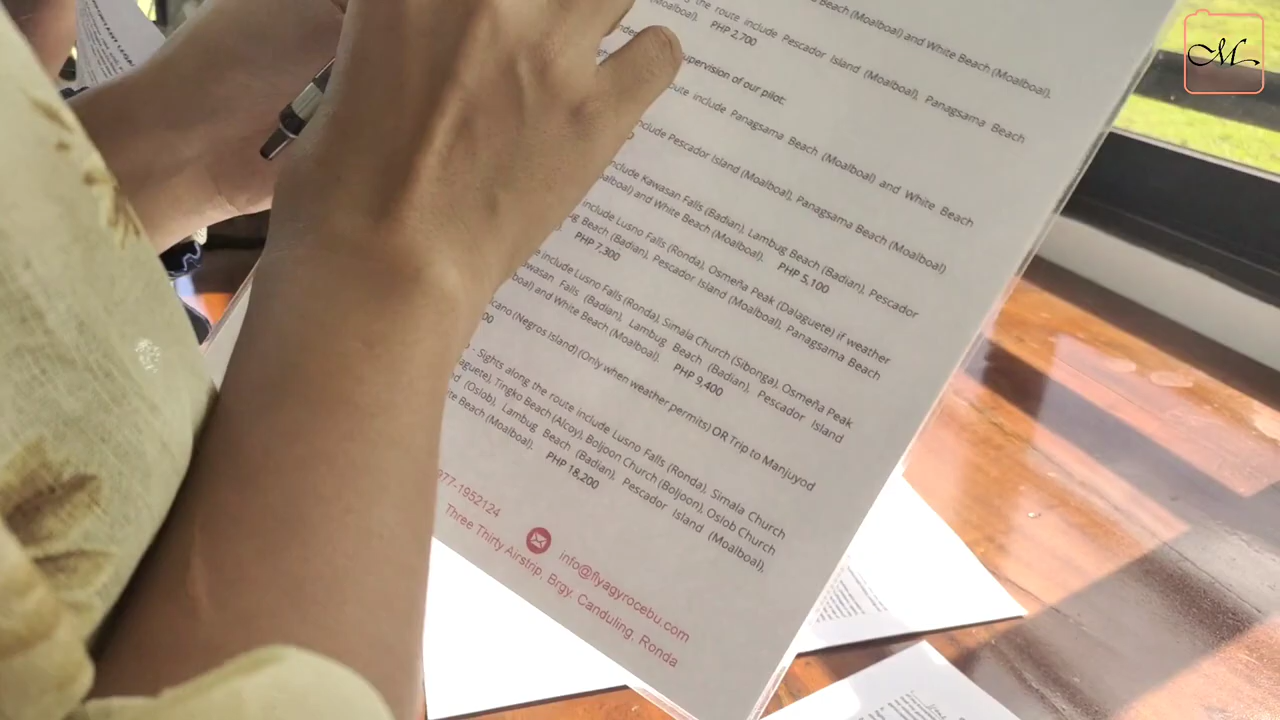 Beach (Moalboal) and White Beach (Moalboal).
the route include Pescador Island (Moalboal), Panagsama Beach
(Moalboal). PHP 2,700
supervision of our pilot:
route include Panagsama Beach (Moalboal) and White Beach
include Pescador Island (Moalboal), Panagsama Beach (Moalboal)
include Kawasan Falls (Badian), Lambug Beach (Badian), Pescador
and White Beach (Moalboal). PHP 5,100
include Lusno Falls (Ronda), Osmeña Peak (Dalaguete) if weather
Beach (Badian), Pescador Island (Moalboal), Panagsama Beach
PHP 7,300
include Lusno Falls (Ronda), Simala Church (Sibonga), Osmeña Peak
Falls (Badian), Lambug Beach (Badian), Pescador Island
and White Beach (Moalboal). PHP 9,400
(Negros Island) (Only when weather permits) OR Trip to Manjuyod
- Sights along the route include Lusno Falls (Ronda), Simala Church
Tingko Beach (Alcoy), Boljoon Church (Boljoon), Oslob Church
(Oslob), Lambug Beach (Badian), Pescador Island (Moalboal),
Beach (Moalboal). PHP 18,200
977-1952124
info@flyagyrocebu.com
Three Thirty Airstrip, Brgy. Canduling, Ronda
M